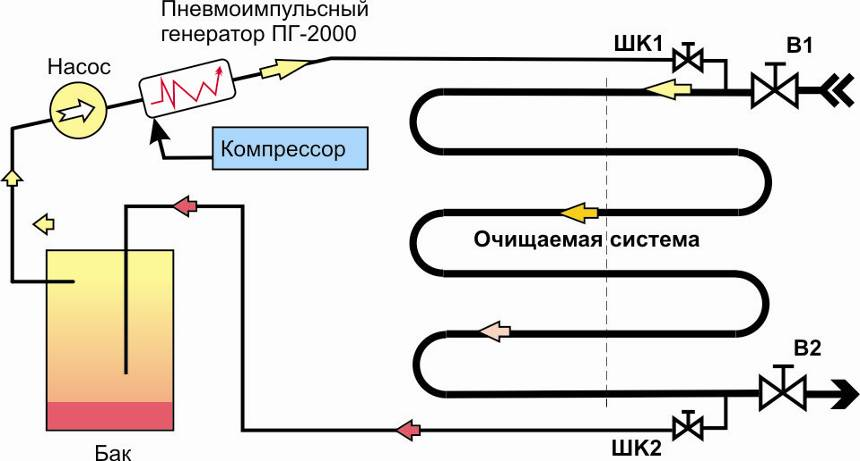 Пневмоимпульсный
генератор ПГ-2000
Насос
Компрессор
ШК1
В1
Очищаемая система
В2
ШК2
Бак